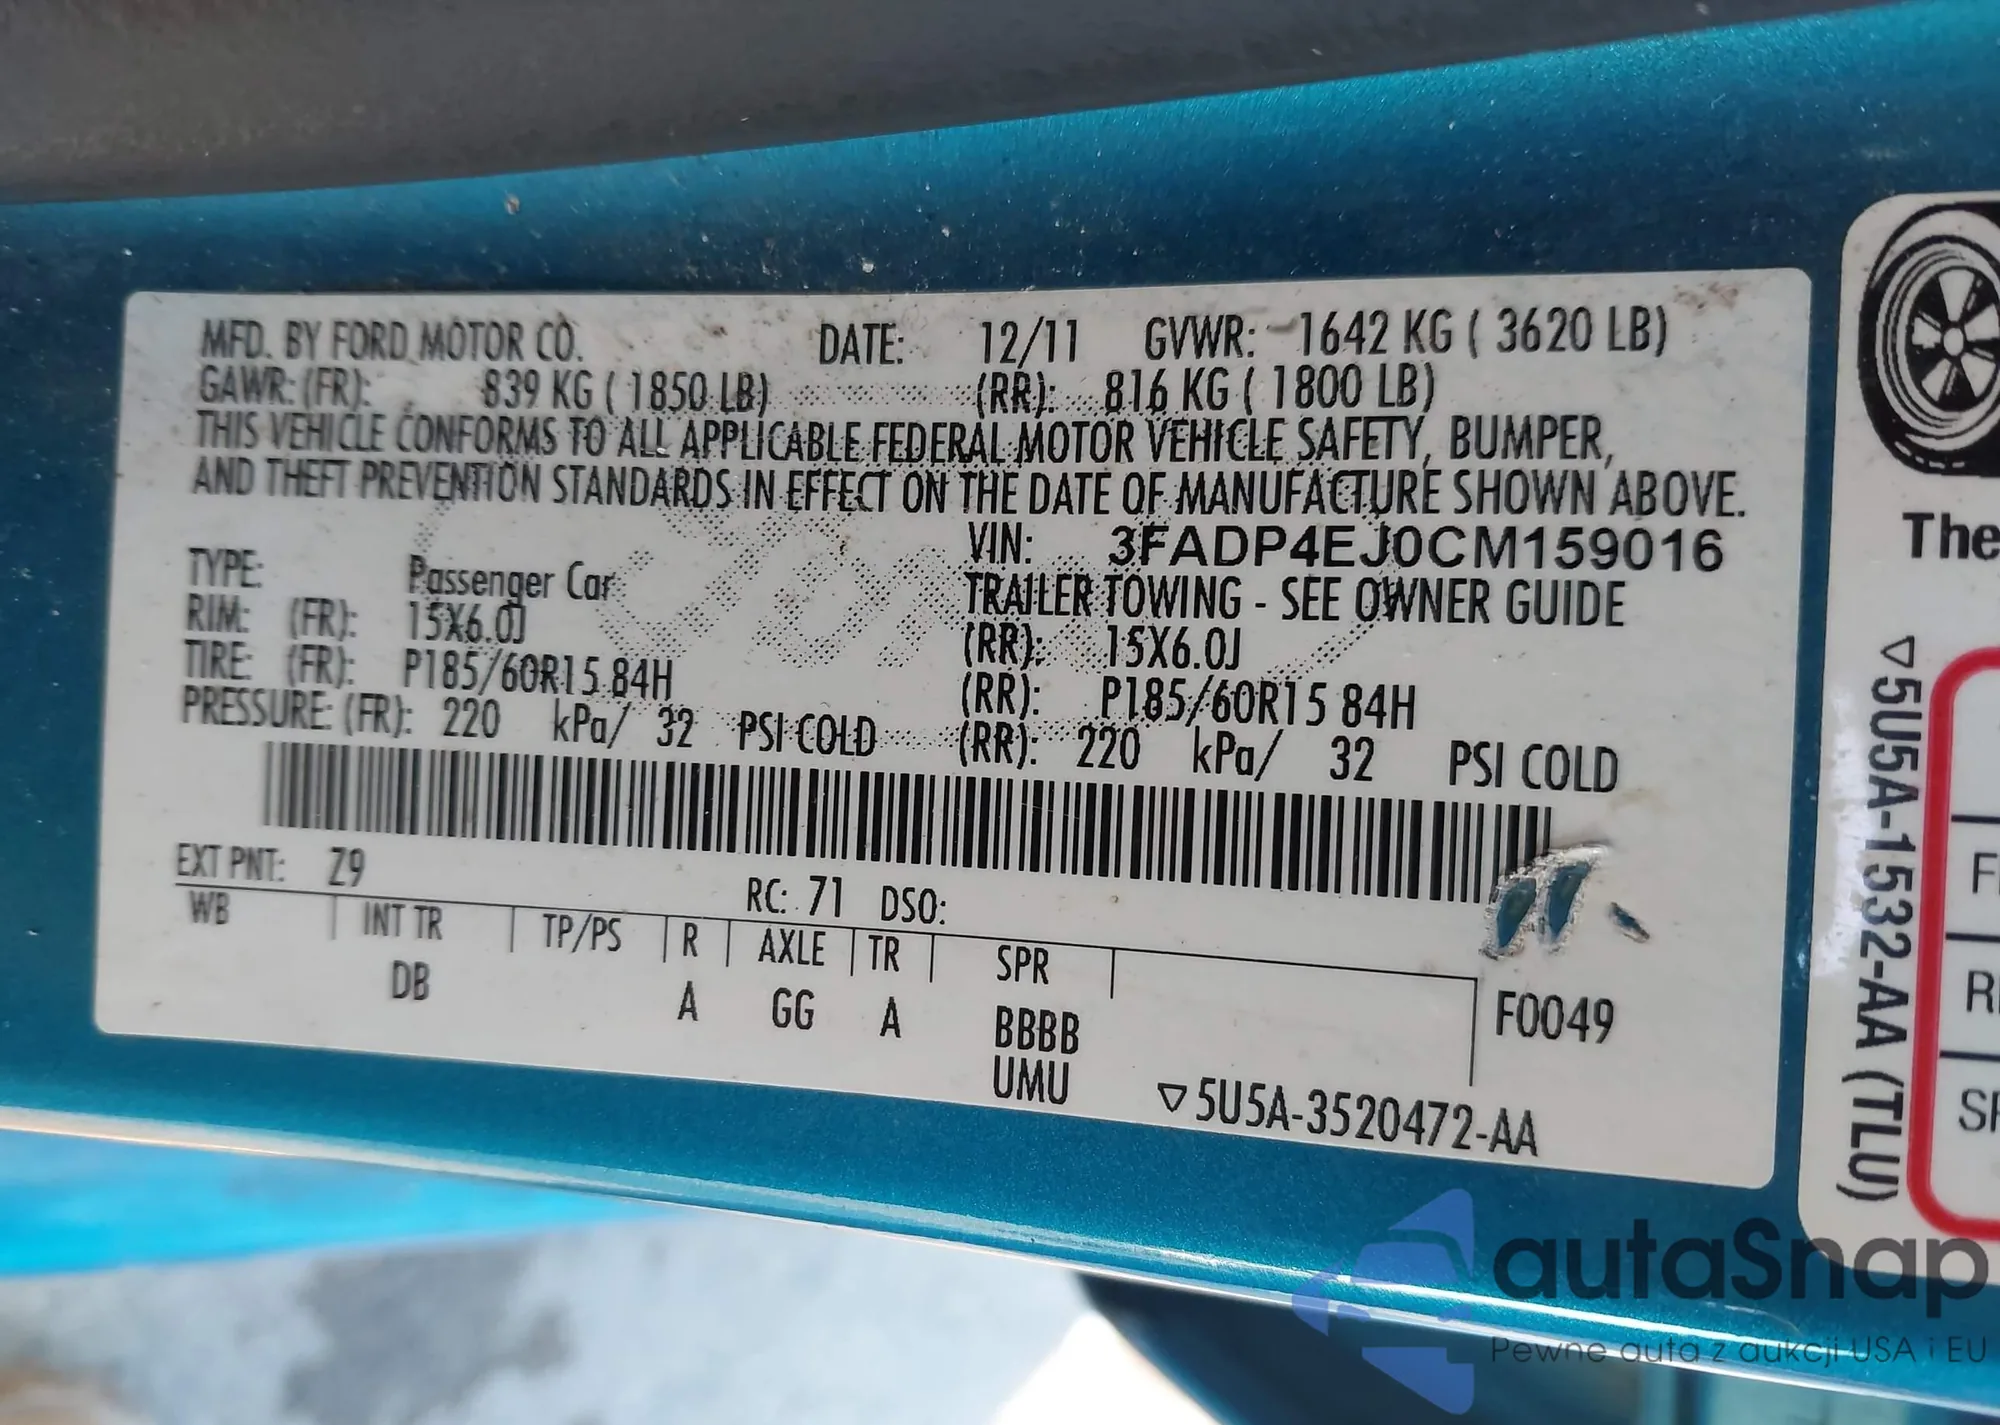 MFD. BY FORD MOTOR CO. DATE: 12/11 GVWR: 1642 KG ( 3620 LB)
GAWR: (FR): 839 KG ( 1850 LB) (RR): 816 KG ( 1800 LB)
THIS VEHICLE CONFORMS TO ALL APPLICABLE FEDERAL MOTOR VEHICLE SAFETY, BUMPER,
AND THEFT PREVENTION STANDARDS IN EFFECT ON THE DATE OF MANUFACTURE SHOWN ABOVE.
VIN: 3FADP4EJ0CM159016
TYPE: Passenger Car TRAILER TOWING - SEE OWNER GUIDE
RIM: (FR): 15X6.0J (RR): 15X6.0J
TIRE: (FR): P185/60R15 84H (RR): P185/60R15 84H
PRESSURE: (FR): 220 kPa/ 32 PSI COLD (RR): 220 kPa/ 32 PSI COLD
EXT PNT: Z9 RC: 71 DSO:
WB INT TR TP/PS R AXLE TR SPR
DB A GG A BBBB F0049
UMU
▽5U5A-3520472-AA
The
▽5U5A-1532-AA (TLU)
autaSnap
Pewne auta z aukcji USA i EU